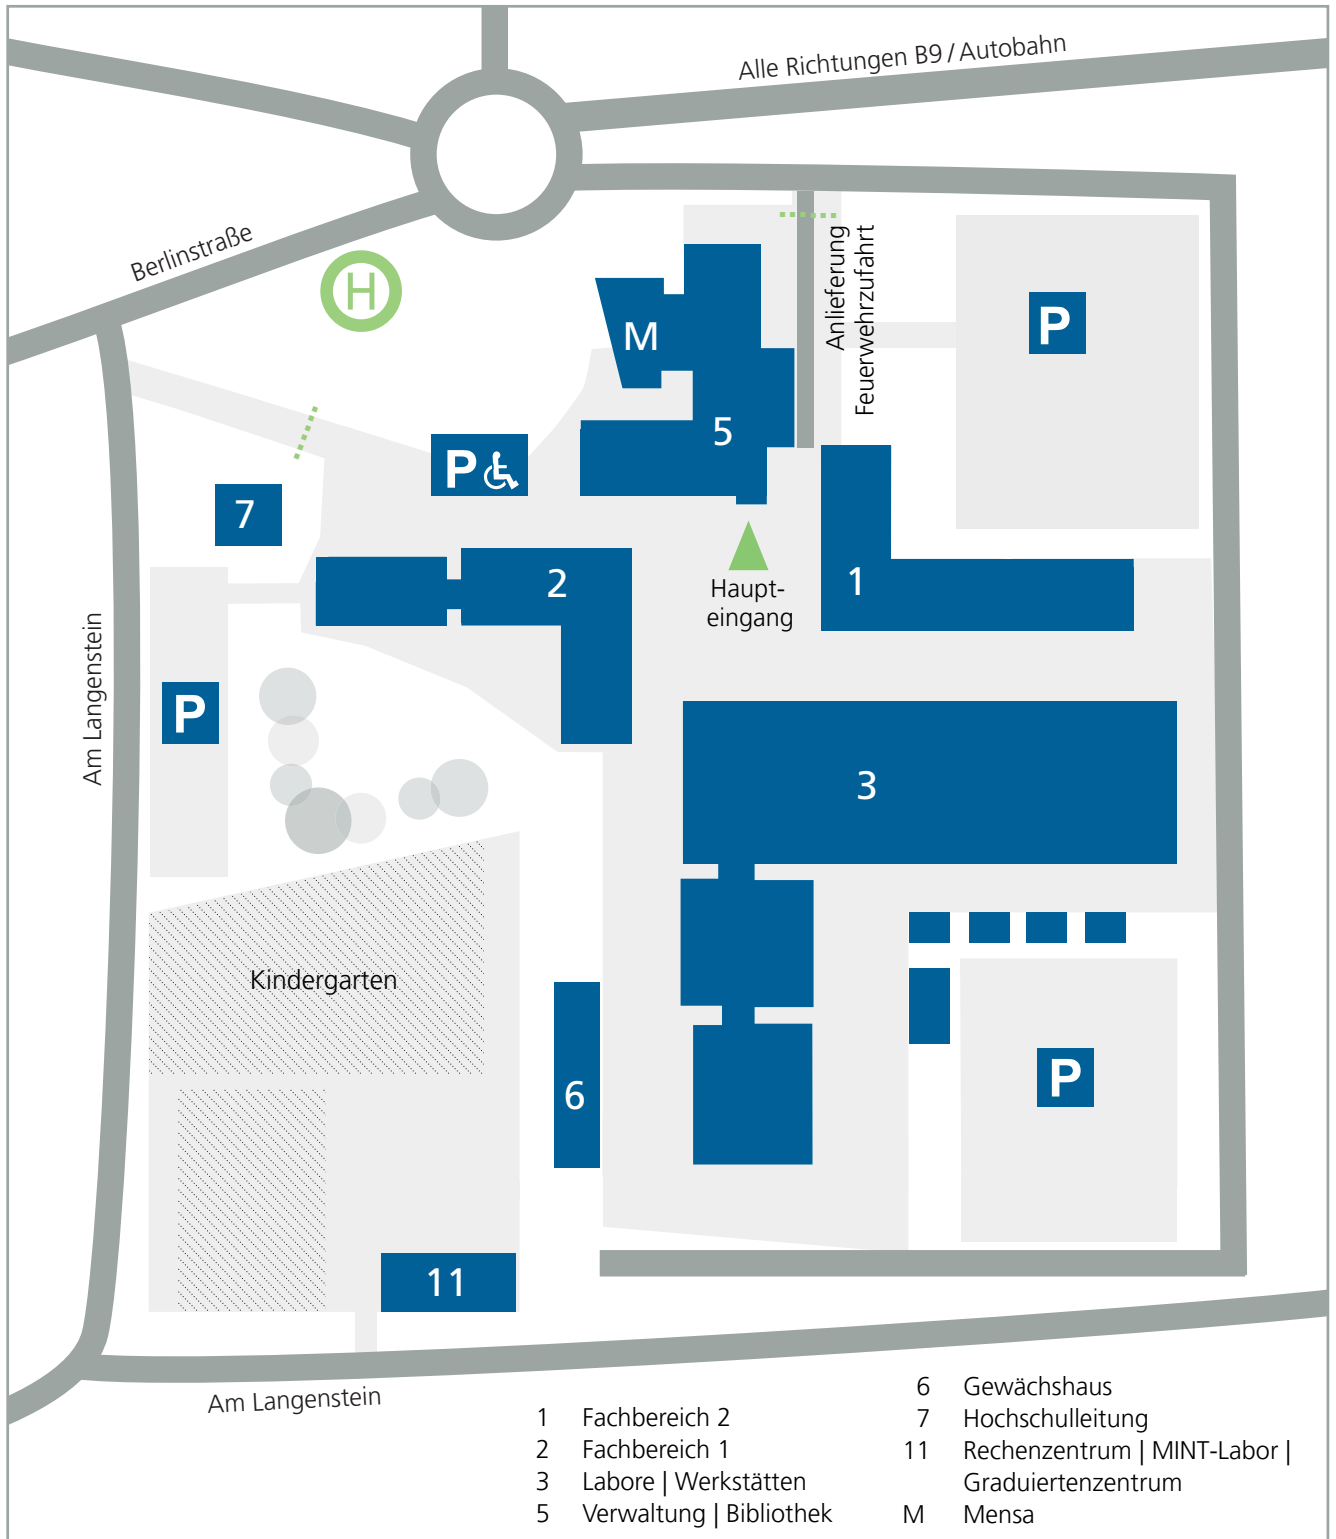 Alle Richtungen B9 / Autobahn
Berlinstraße
H
Anlieferung
Feuerwehrzufahrt
P
M
5
P
7
2
Haupt-
eingang
1
Am Langenstein
P
3
Kindergarten
6
P
11
Am Langenstein
1 Fachbereich 2
2 Fachbereich 1
3 Labore | Werkstätten
5 Verwaltung | Bibliothek
6 Gewächshaus
7 Hochschulleitung
11 Rechenzentrum | MINT-Labor |
Graduiertenzentrum
M Mensa